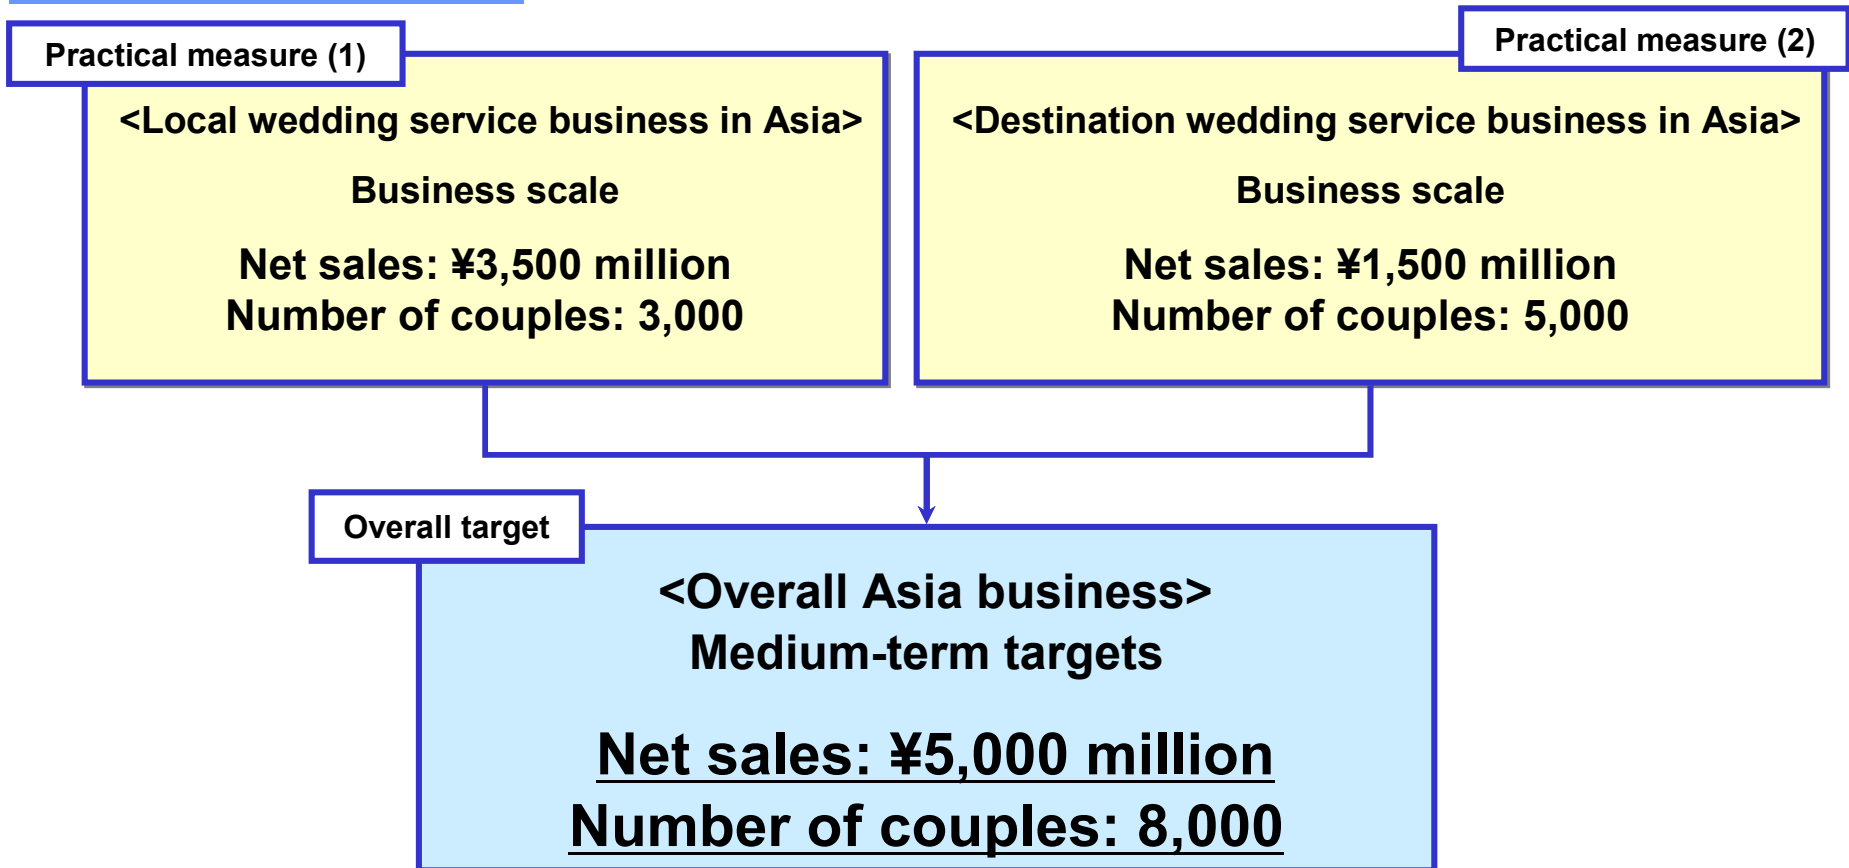 Practical measure (1)
<Local wedding service business in Asia>
Business scale
Net sales: ¥3,500 million
Number of couples: 3,000
Practical measure (2)
<Destination wedding service business in Asia>
Business scale
Net sales: ¥1,500 million
Number of couples: 5,000
Overall target
<Overall Asia business>
Medium-term targets
Net sales: ¥5,000 million
Number of couples: 8,000